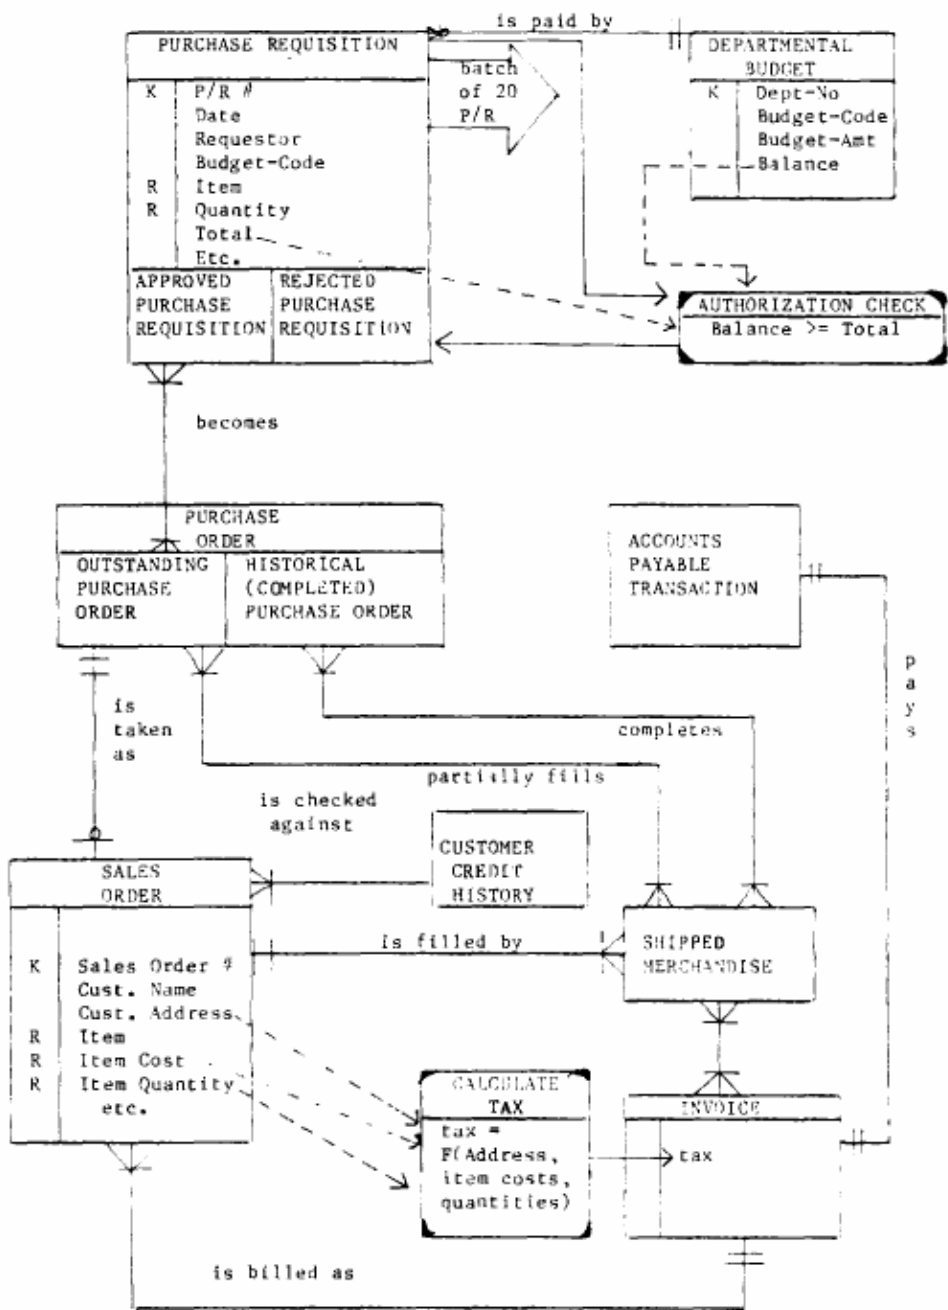 is paid by
PURCHASE REQUISITION
K P/R #
Date
Requestor
Budget-Code
R Item
R Quantity
Total
Etc.
APPROVED
PURCHASE
REQUISITION
REJECTED
PURCHASE
REQUISITION
batch
of 20
P/R
DEPARTMENTAL
BUDGET
K Dept-No
Budget-Code
Budget-Amt
Balance
AUTHORIZATION CHECK
Balance >= Total
becomes
PURCHASE
ORDER
OUTSTANDING
PURCHASE
ORDER
HISTORICAL
(COMPLETED)
PURCHASE ORDER
ACCOUNTS
PAYABLE
TRANSACTION
pays
is
taken
as
completes
partially fills
is checked
against
CUSTOMER
CREDIT
HISTORY
SALES
ORDER
K Sales Order #
Cust. Name
Cust. Address
R Item
R Item Cost
R Item Quantity
etc.
is filled by
SHIPPED
MERCHANDISE
CALCULATE
TAX
tax =
F(Address,
item costs,
quantities)
INVOICE
tax
is billed as